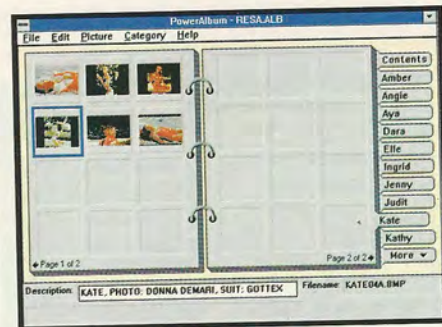 PowerAlbum - RESA.ALB
File Edit Picture Category Help
Contents
Amber
Angie
Aya
Dara
Elle
Ingrid
Jenny
Judit
Kate
Kathy
More
Page 1 of 2
Page 2 of 2
Description: KATE, PHOTO: DONNA DEMARI, SUIT: GOTTEX Filename KATE04A.BMP